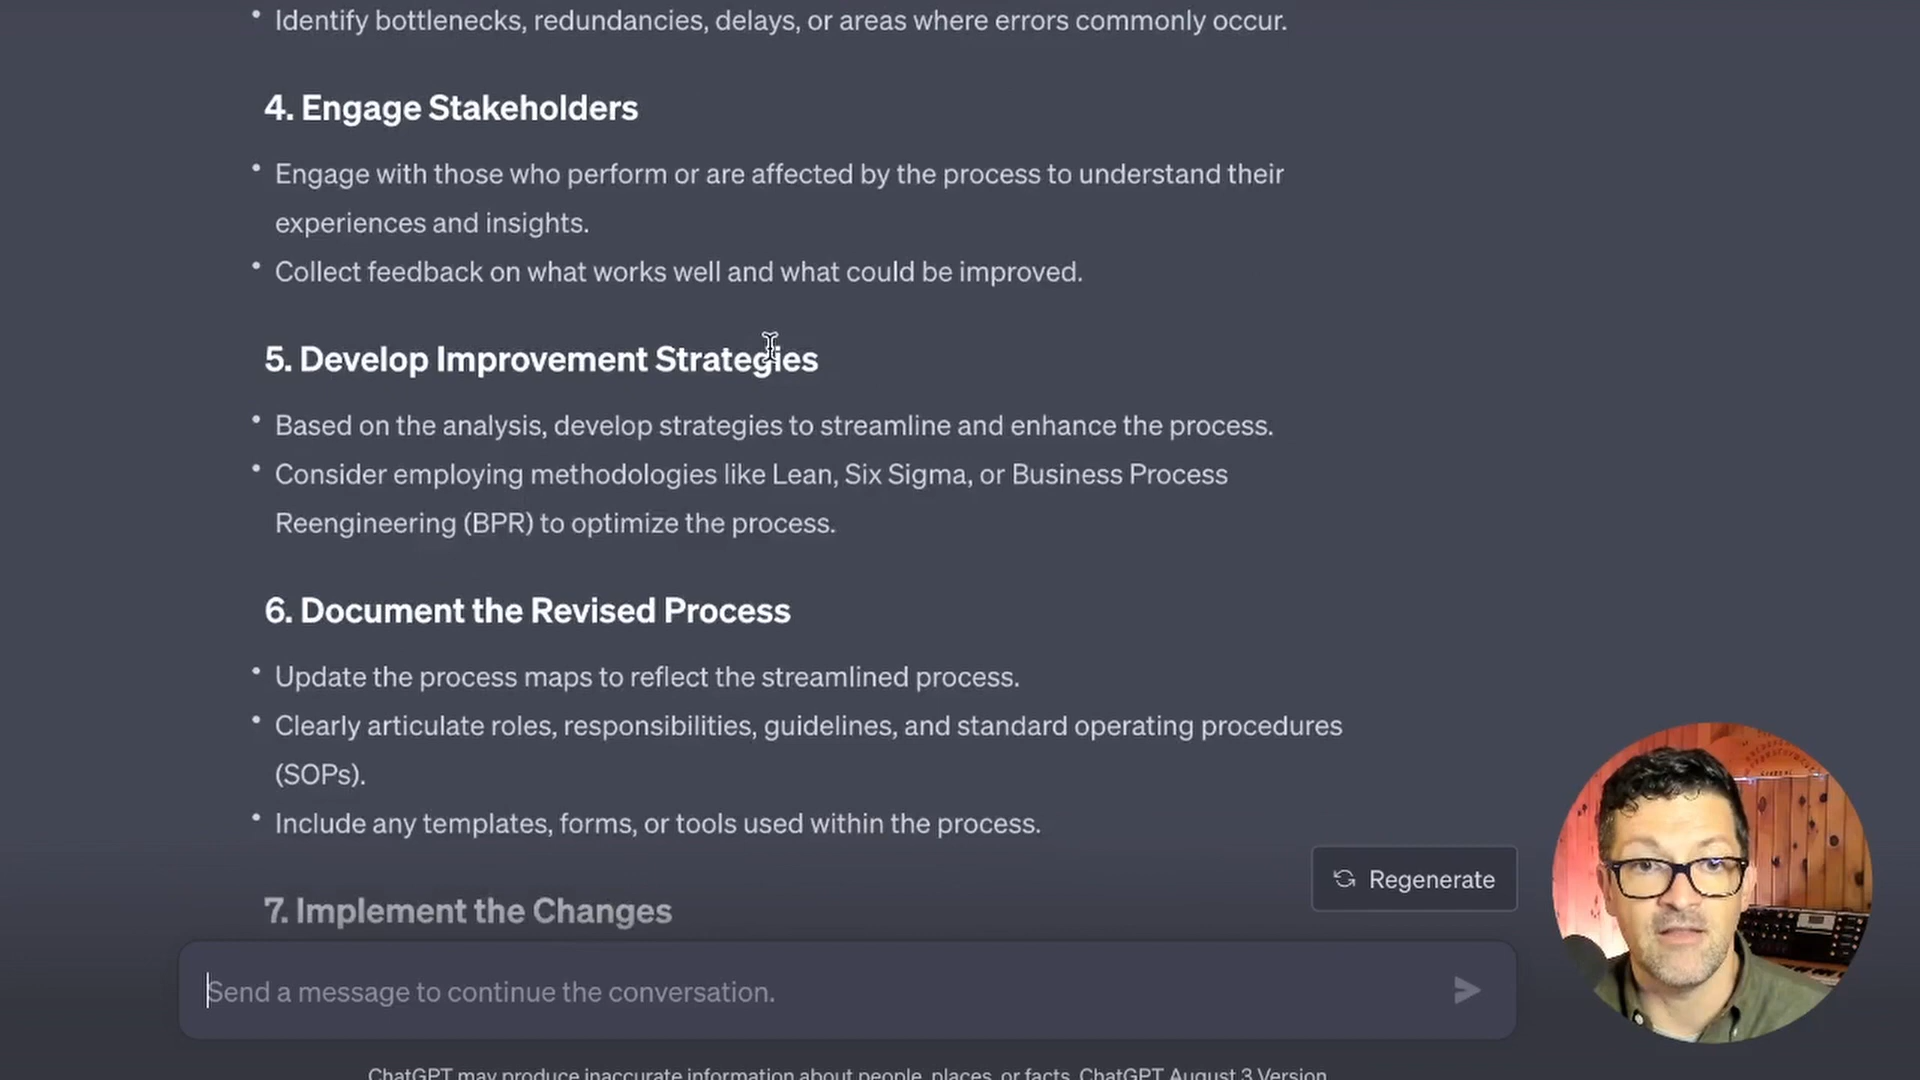 • Identify bottlenecks, redundancies, delays, or areas where errors commonly occur.
4. Engage Stakeholders
• Engage with those who perform or are affected by the process to understand their
experiences and insights.
• Collect feedback on what works well and what could be improved.
5. Develop Improvement Strategies
• Based on the analysis, develop strategies to streamline and enhance the process.
• Consider employing methodologies like Lean, Six Sigma, or Business Process
Reengineering (BPR) to optimize the process.
6. Document the Revised Process
• Update the process maps to reflect the streamlined process.
• Clearly articulate roles, responsibilities, guidelines, and standard operating procedures
(SOPs).
• Include any templates, forms, or tools used within the process.
Regenerate
7. Implement the Changes
Send a message to continue the conversation.
ChatGPT may produce inaccurate information about people, places, or facts. ChatGPT August 3 Version